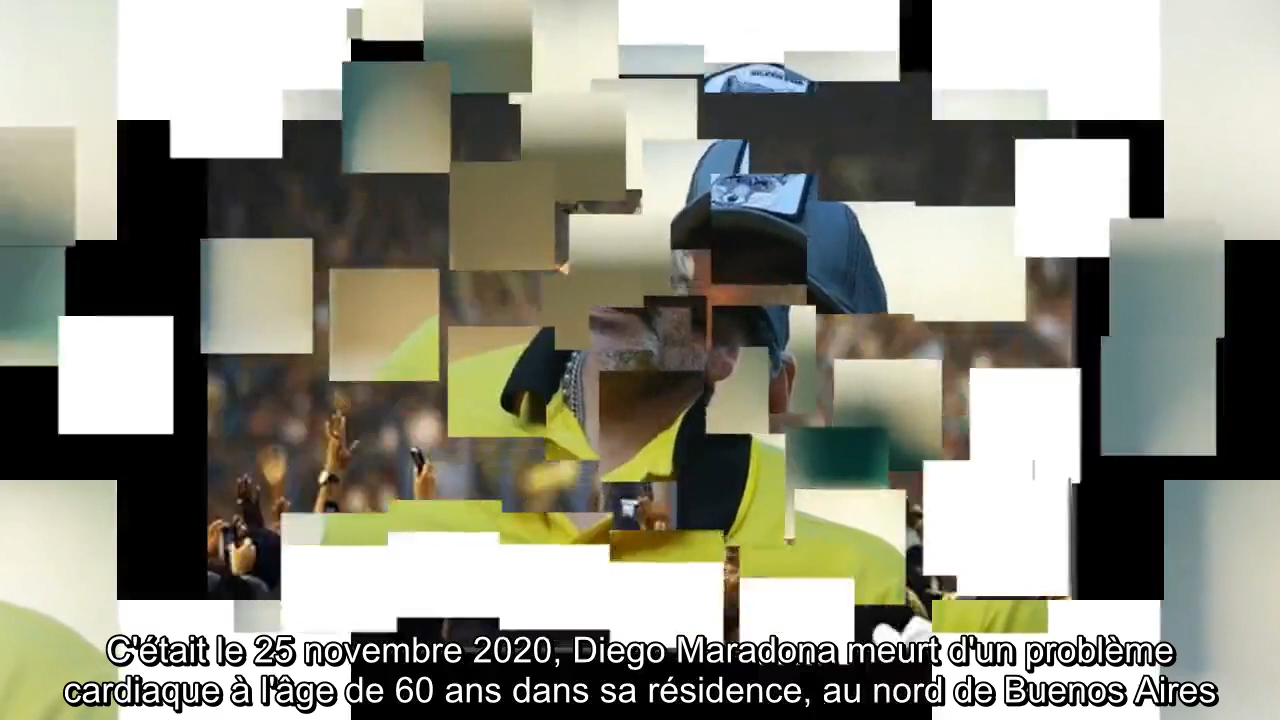 C'était le 25 novembre 2020, Diego Maradona meurt d'un problème
cardiaque à l'âge de 60 ans dans sa résidence, au nord de Buenos Aires